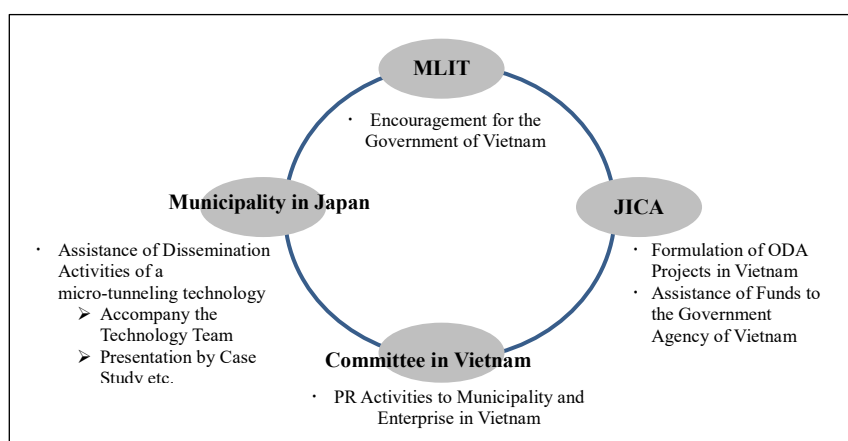 MLIT
・ Encouragement for the
Government of Vietnam
Municipality in Japan
・ Assistance of Dissemination
Activities of a
micro-tunneling technology
➢ Accompany the
Technology Team
➢ Presentation by Case
Study etc.
JICA
・ Formulation of ODA
Projects in Vietnam
・ Assistance of Funds to
the Government
Agency of Vietnam
Committee in Vietnam
・ PR Activities to Municipality and
Enterprise in Vietnam